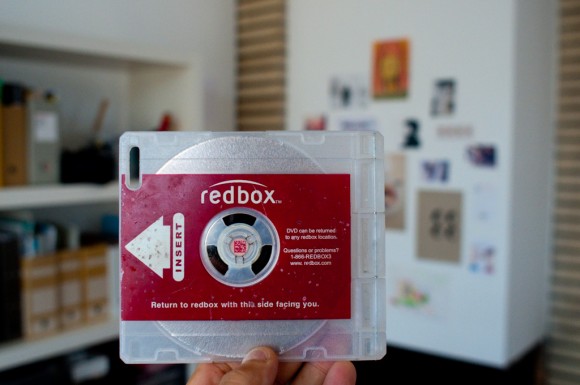 redbox™
INSERT
DVD can be returned
to any redbox location.
Questions or problems?
1-866-REDBOX3
www.redbox.com
Return to redbox with this side facing you.